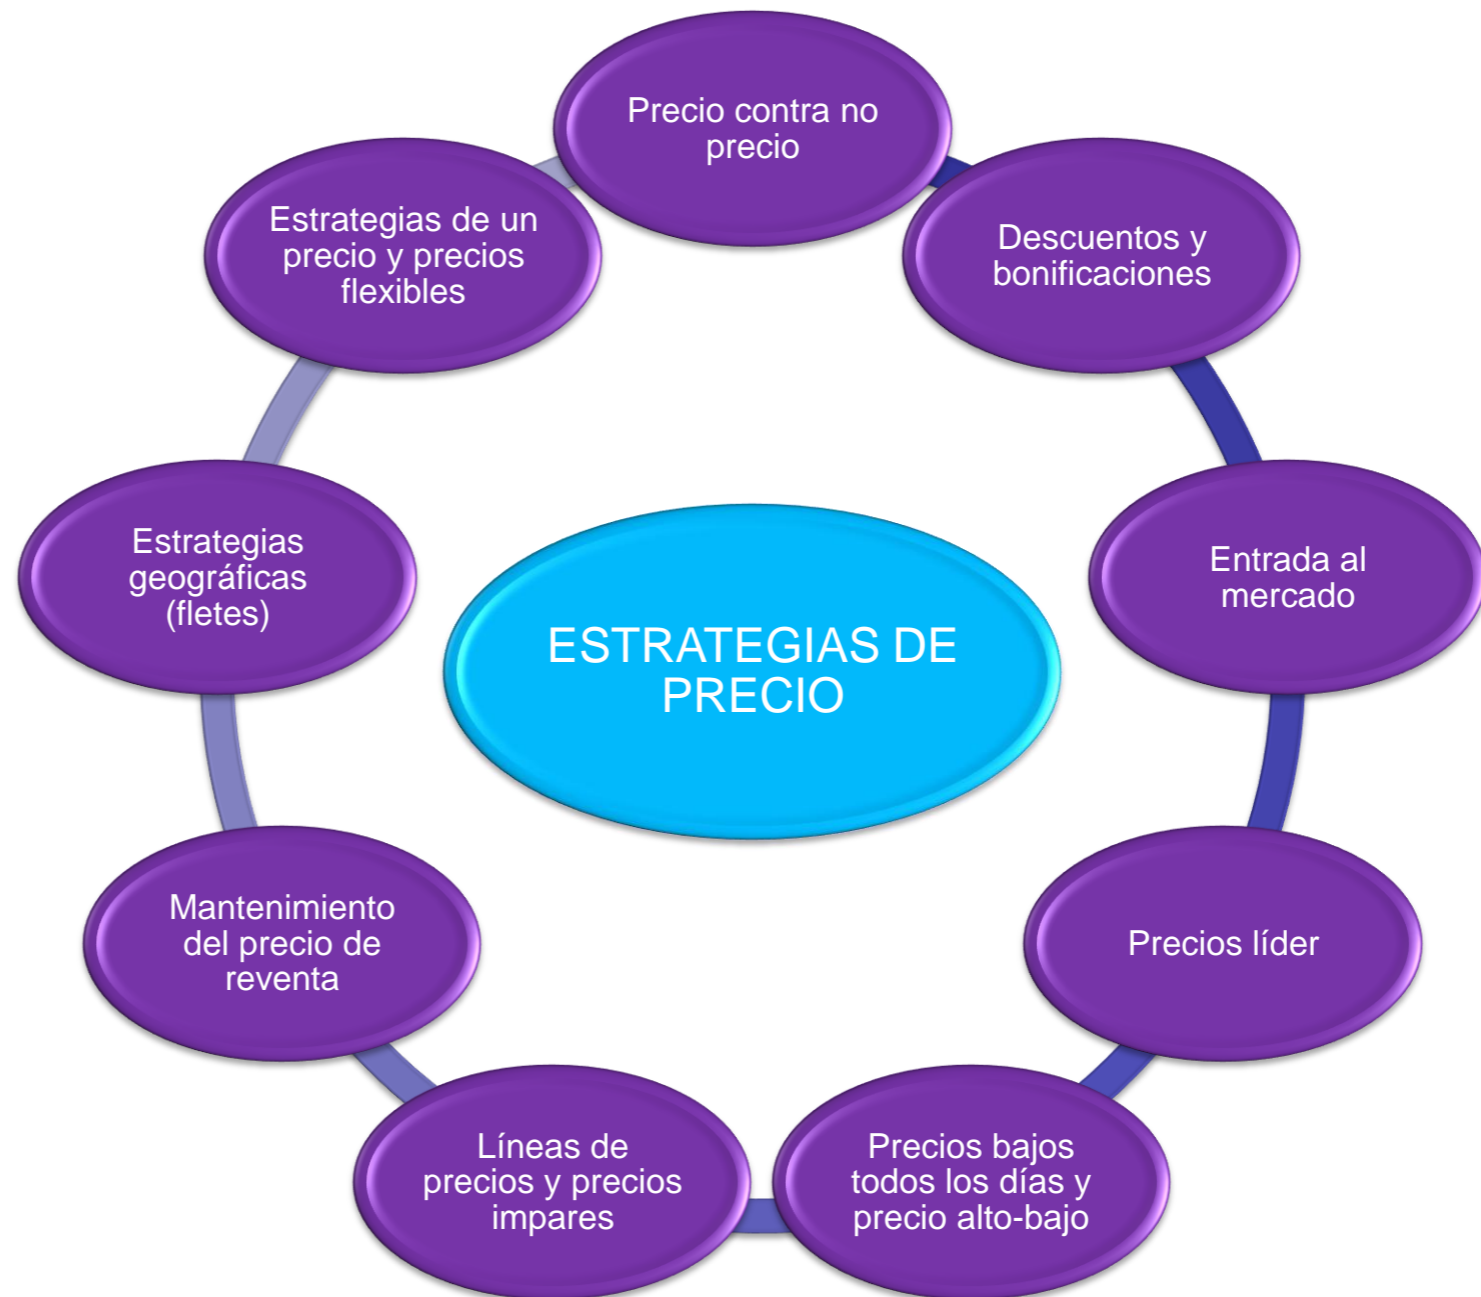 Precio contra no
precio
Descuentos y
bonificaciones
Entrada al
mercado
Precios líder
Precios bajos
todos los días y
precio alto-bajo
Líneas de
precios y precios
impares
Mantenimiento
del precio de
reventa
Estrategias
geográficas
(fletes)
Estrategias de un
precio y precios
flexibles
ESTRATEGIAS DE
PRECIO